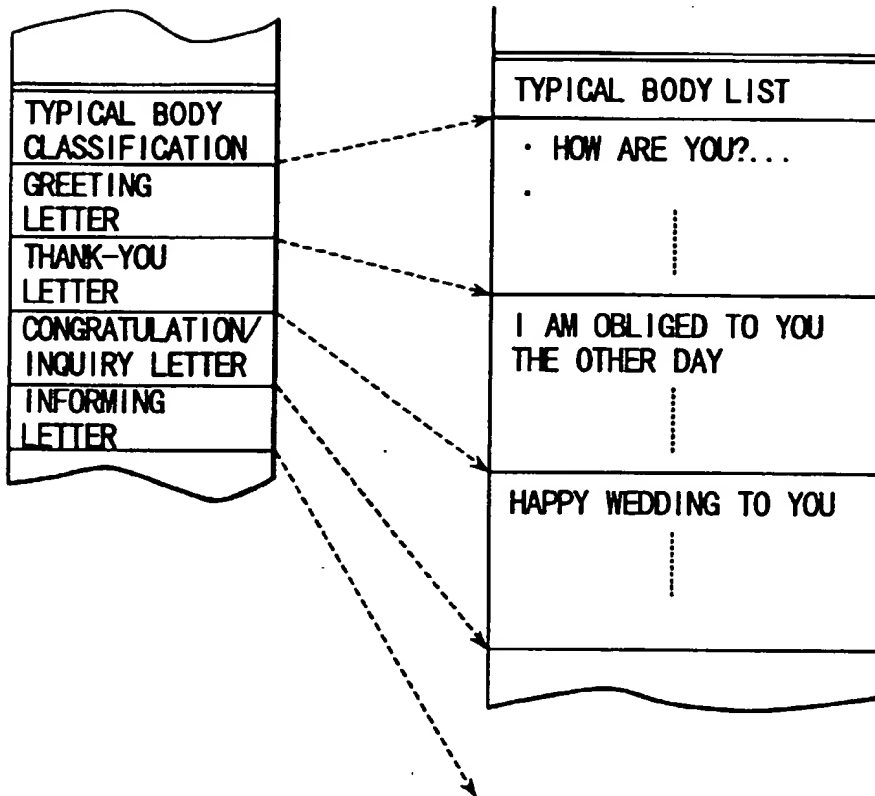 TYPICAL BODY
CLASSIFICATION
GREETING
LETTER
THANK-YOU
LETTER
CONGRATULATION/
INQUIRY LETTER
INFORMING
LETTER
TYPICAL BODY LIST
· HOW ARE YOU?...
·
I AM OBLIGED TO YOU
THE OTHER DAY
HAPPY WEDDING TO YOU